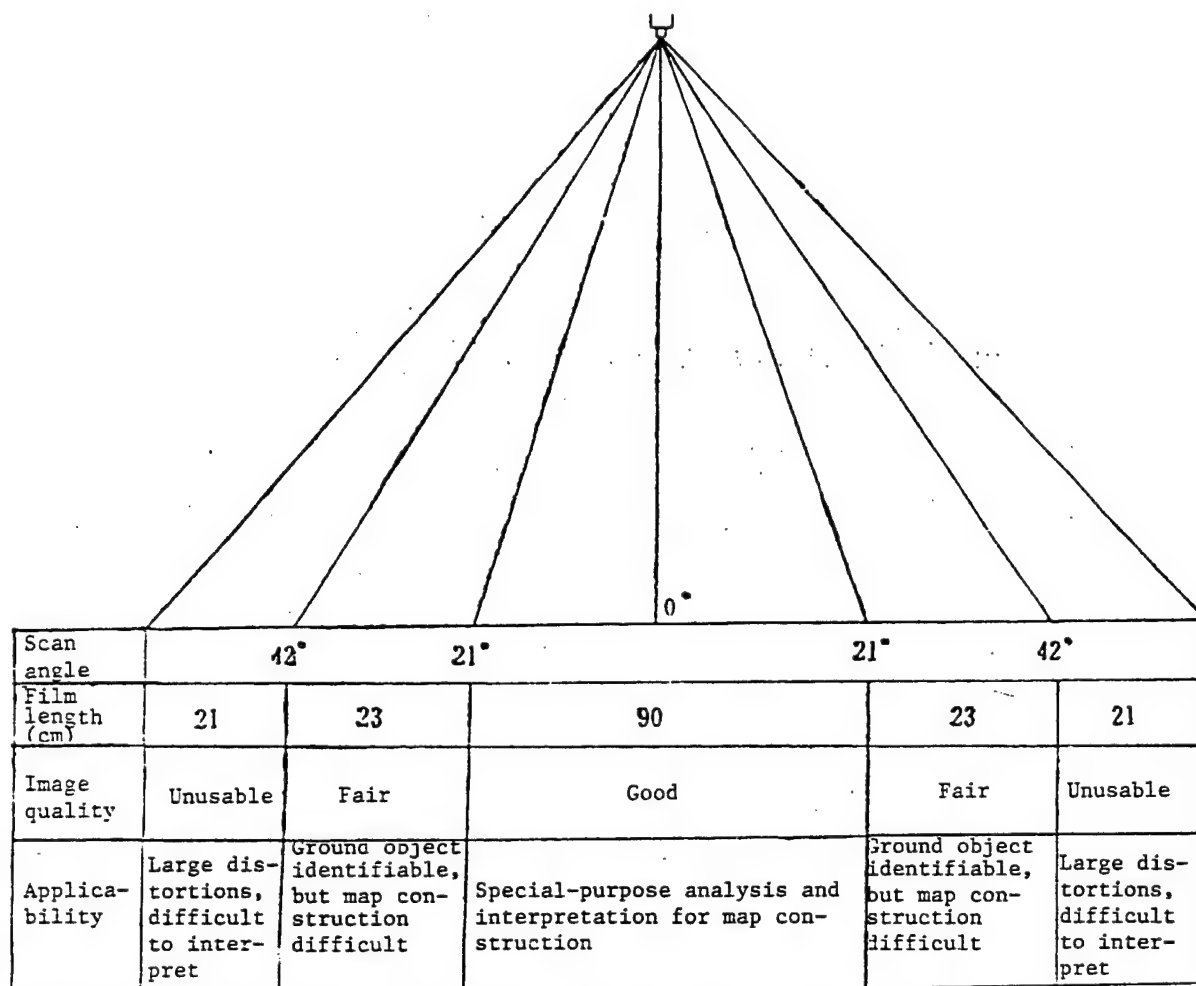 0°
Scan angle 42° 21° 21° 42°
Film length (cm) 21 23 90 23 21
Image quality Unusable Fair Good Fair Unusable
Applica-
bility
Large dis-
tortions,
difficult
to inter-
pret
Ground object
identifiable,
but map con-
struction
difficult
Special-purpose analysis and
interpretation for map con-
struction
Ground object
identifiable,
but map con-
struction
difficult
Large dis-
tortions,
difficult
to inter-
pret